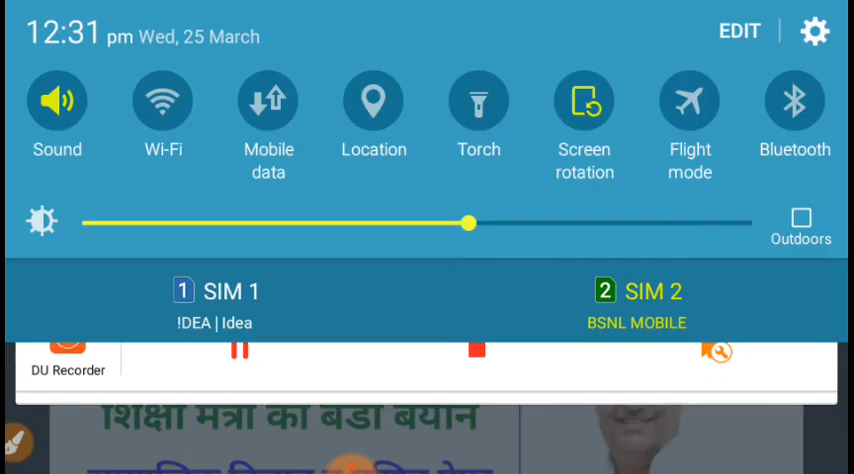 12:31 pm Wed, 25 March
EDIT
Sound
Wi-Fi
Mobile data
Location
Torch
Screen rotation
Flight mode
Bluetooth
Outdoors
1 SIM 1
!DEA | Idea
2 SIM 2
BSNL MOBILE
DU Recorder
शिक्षा मंत्री का बड़ा बयान